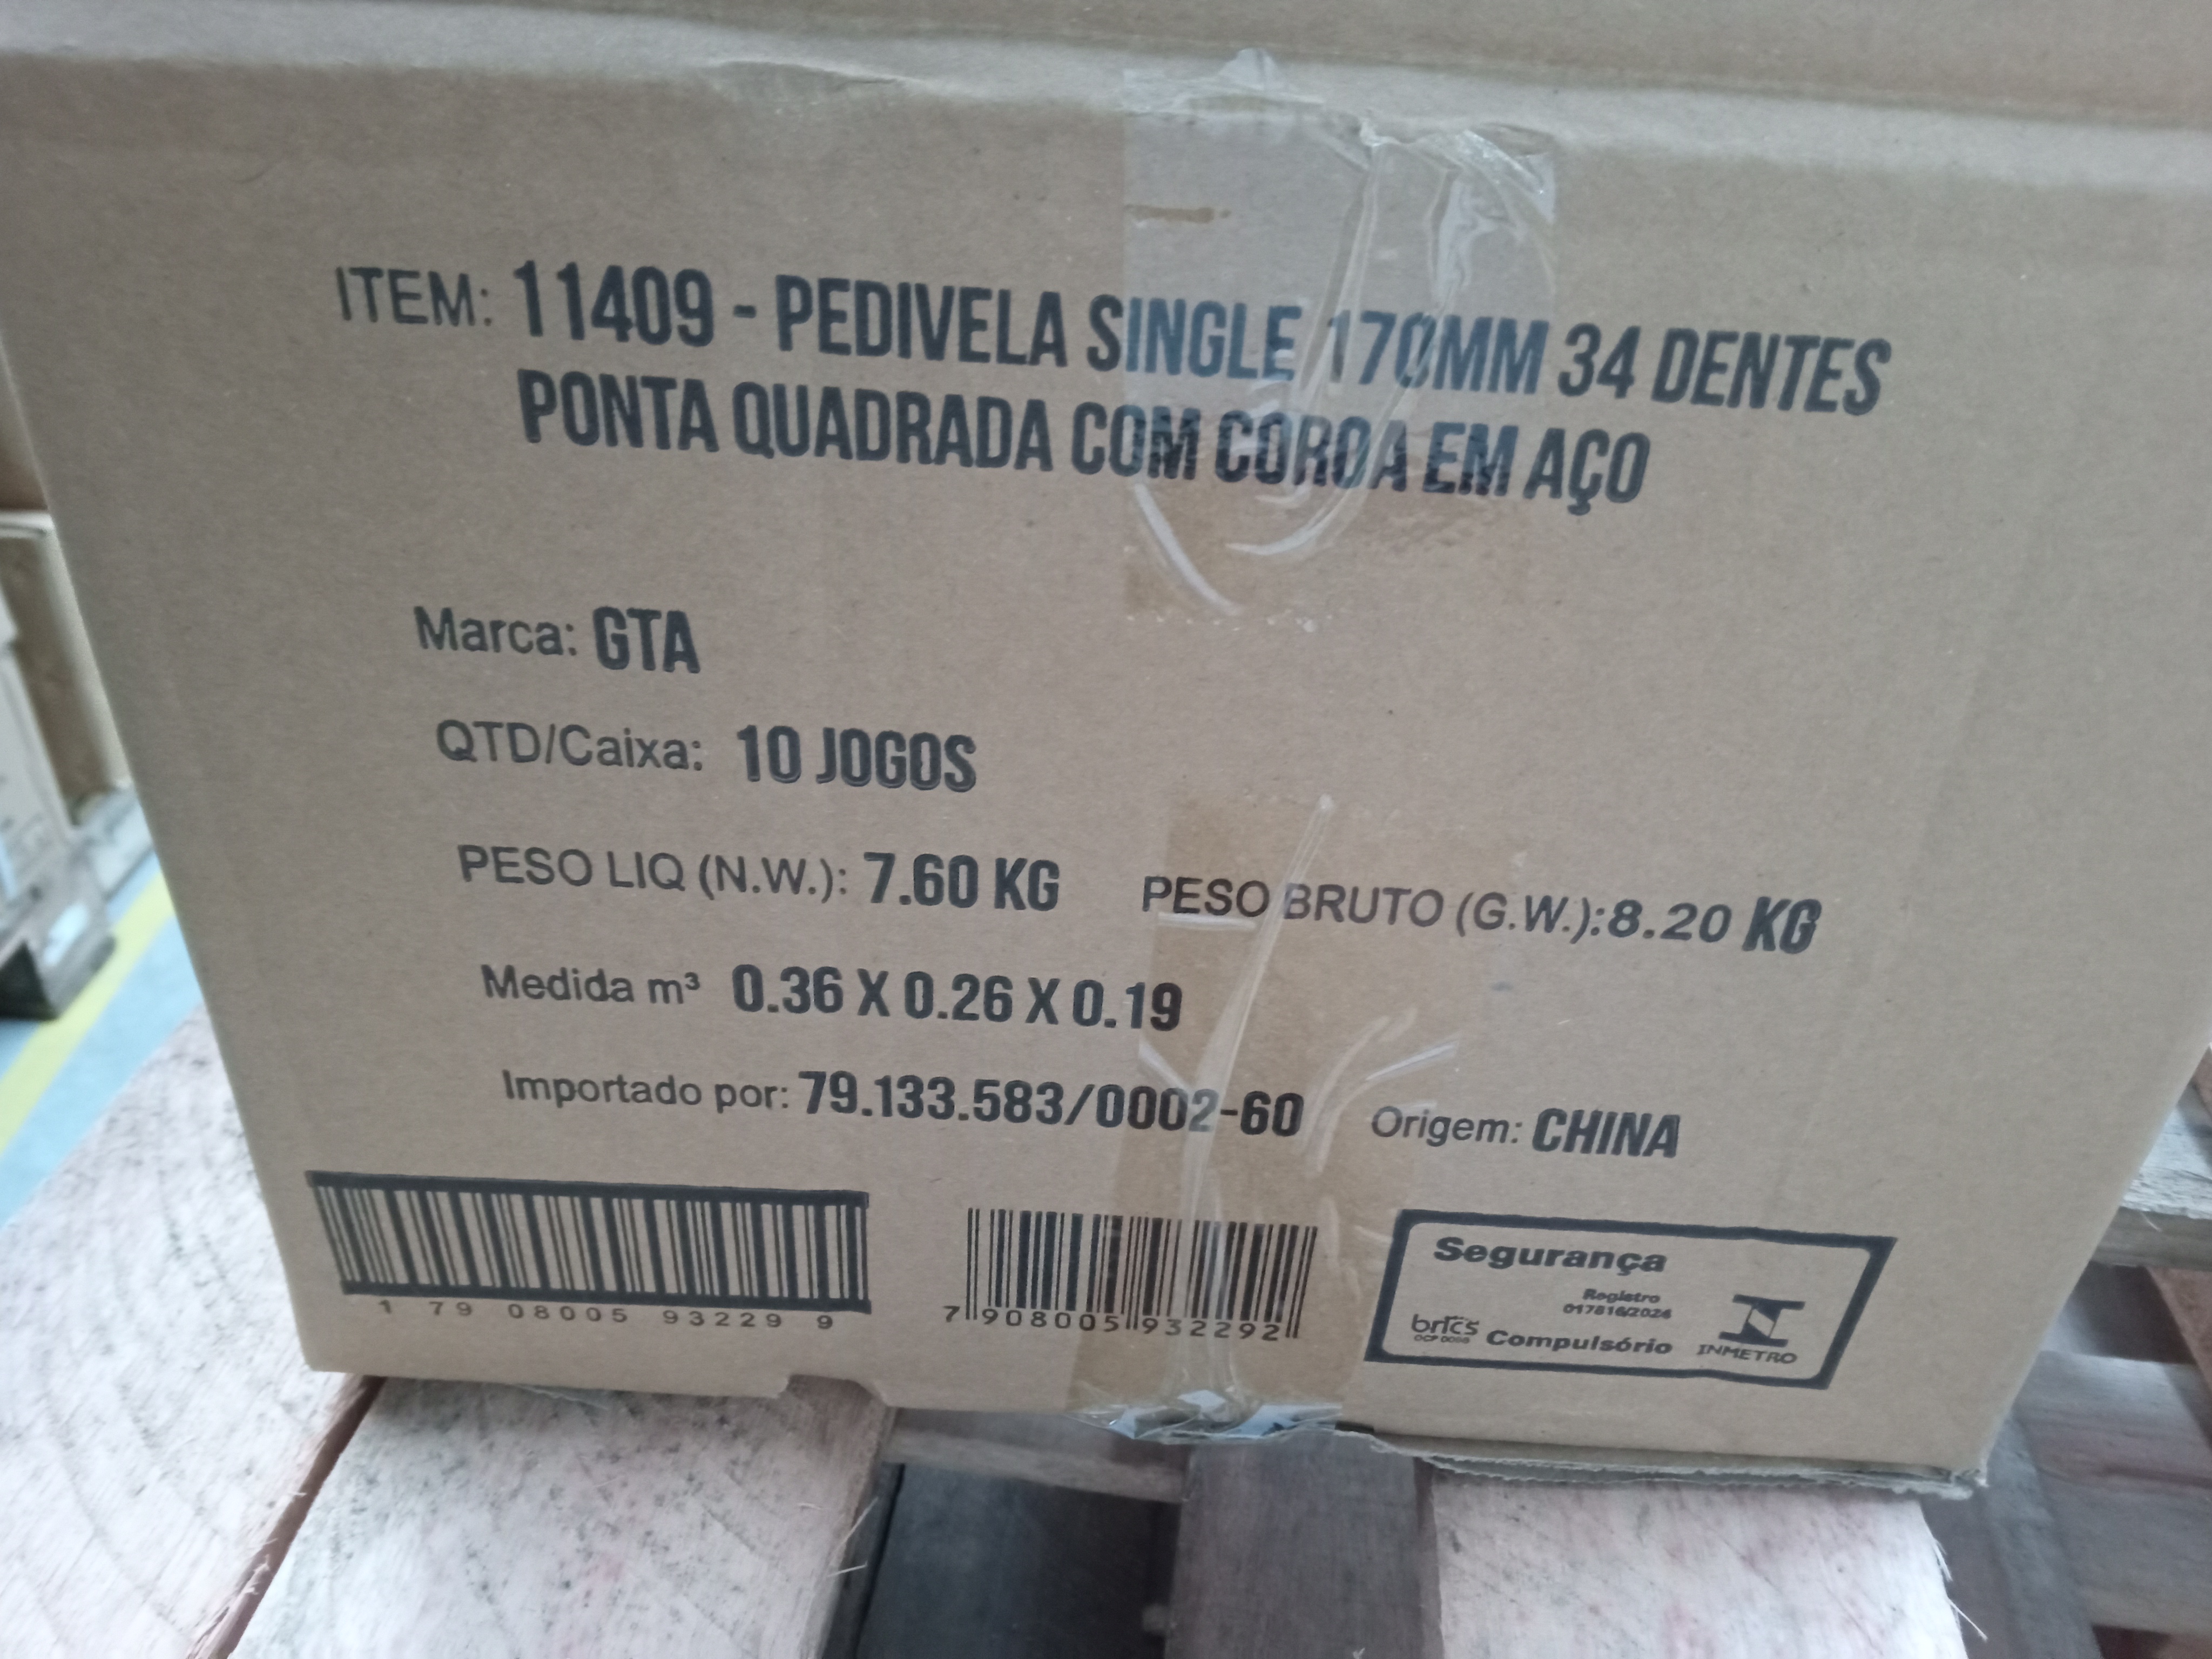 ITEM: 11409 - PEDIVELA SINGLE 170MM 34 DENTES
PONTA QUADRADA COM COROA EM AÇO
Marca: GTA
QTD/Caixa: 10 JOGOS
PESO LIQ (N.W.): 7.60 KG PESO BRUTO (G.W.):8.20 KG
Medida m³ 0.36 X 0.26 X 0.19
Importado por: 79.133.583/0002-60 Origem: CHINA
1 79 08005 93229 9
7 908005 932292
Segurança
Registro
017816/2024
brics
Compulsório
INMETRO